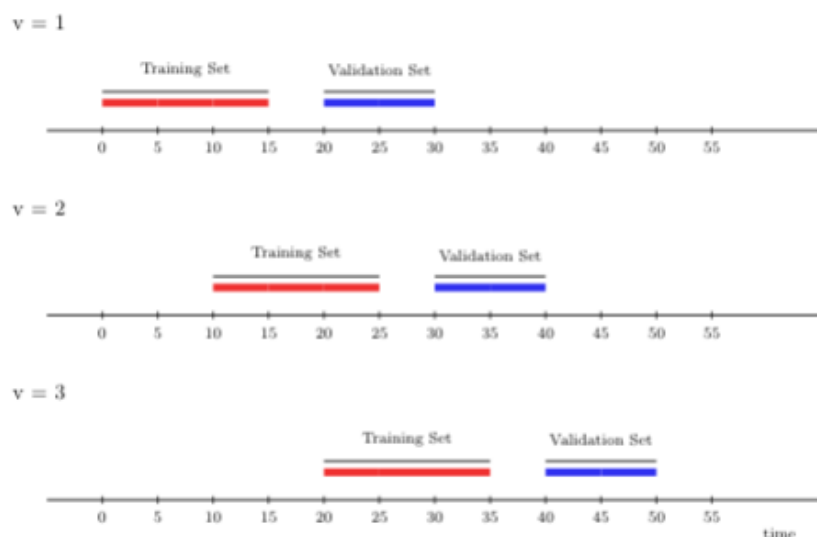 v = 1
Training Set Validation Set
0 5 10 15 20 25 30 35 40 45 50 55
v = 2
Training Set Validation Set
0 5 10 15 20 25 30 35 40 45 50 55
v = 3
Training Set Validation Set
0 5 10 15 20 25 30 35 40 45 50 55
time